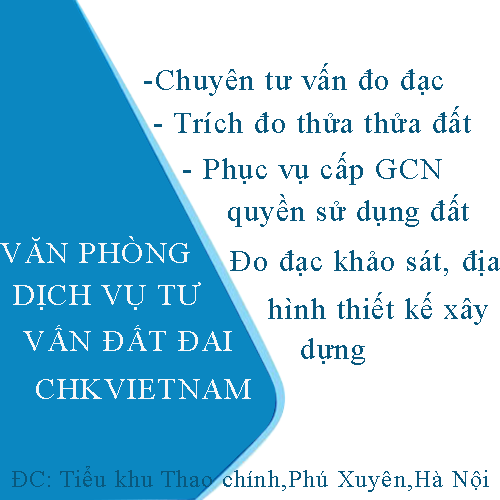 -Chuyên tư vấn đo đạc
- Trích đo thửa thửa đất
- Phục vụ cấp GCN
quyền sử dụng đất
Đo đạc khảo sát, địa
hình thiết kế xây
dựng
VĂN PHÒNG
DỊCH VỤ TƯ
VẤN ĐẤT ĐAI
CHKVIETNAM
ĐC: Tiểu khu Thao chính,Phú Xuyên,Hà Nội